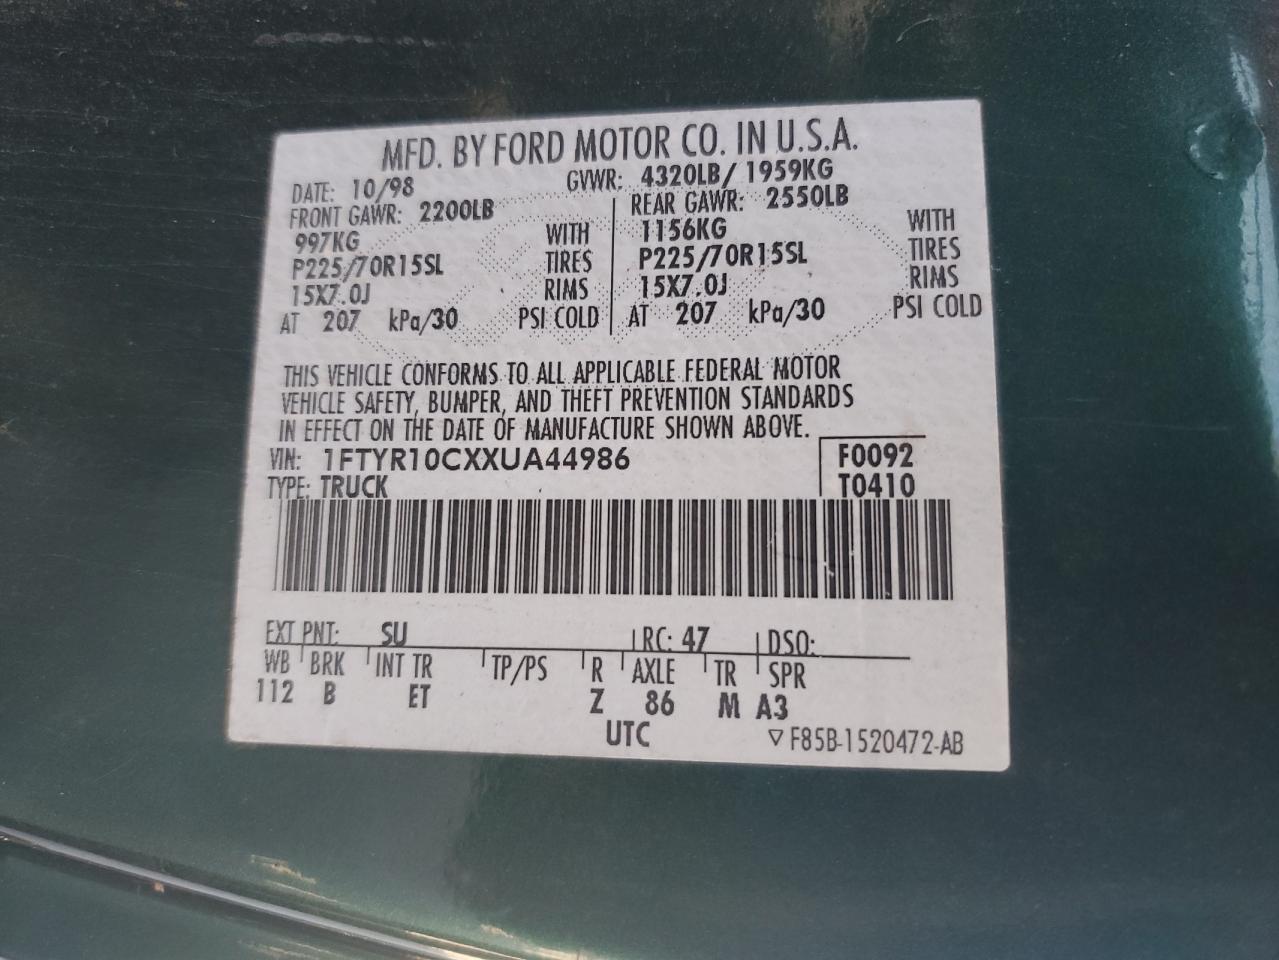 MFD. BY FORD MOTOR CO. IN U.S.A.
DATE: 10/98 GVWR: 4320LB/ 1959KG
FRONT GAWR: 2200LB REAR GAWR: 2550LB
997KG WITH 1156KG WITH
P225/70R15SL TIRES P225/70R15SL TIRES
15X7.0J RIMS 15X7.0J RIMS
AT 207 kPa/30 PSI COLD AT 207 kPa/30 PSI COLD
THIS VEHICLE CONFORMS TO ALL APPLICABLE FEDERAL MOTOR
VEHICLE SAFETY, BUMPER, AND THEFT PREVENTION STANDARDS
IN EFFECT ON THE DATE OF MANUFACTURE SHOWN ABOVE.
VIN: 1FTYR10CXXUA44986 F0092
TYPE: TRUCK T0410
EXT PNT: SU RC: 47 DSO:
WB BRK INT TR TP/PS R AXLE TR SPR
112 B ET Z 86 M A3
UTC ▽ F85B-1520472-AB